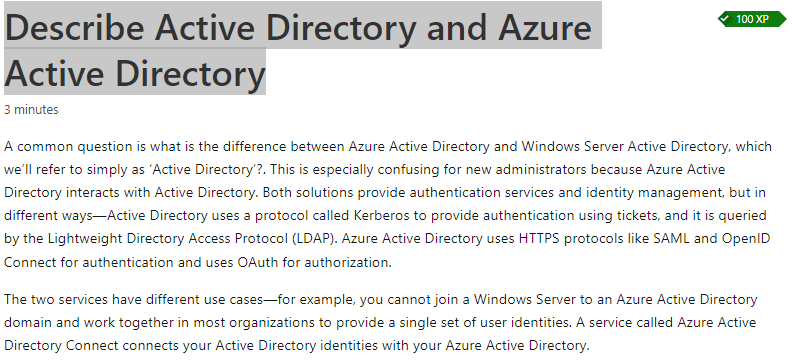 Describe Active Directory and Azure
100 XP
Active Directory
3 minutes
A common question is what is the difference between Azure Active Directory and Windows Server Active Directory, which
we’ll refer to simply as ‘Active Directory’?. This is especially confusing for new administrators because Azure Active
Directory interacts with Active Directory. Both solutions provide authentication services and identity management, but in
different ways—Active Directory uses a protocol called Kerberos to provide authentication using tickets, and it is queried
by the Lightweight Directory Access Protocol (LDAP). Azure Active Directory uses HTTPS protocols like SAML and OpenID
Connect for authentication and uses OAuth for authorization.
The two services have different use cases—for example, you cannot join a Windows Server to an Azure Active Directory
domain and work together in most organizations to provide a single set of user identities. A service called Azure Active
Directory Connect connects your Active Directory identities with your Azure Active Directory.